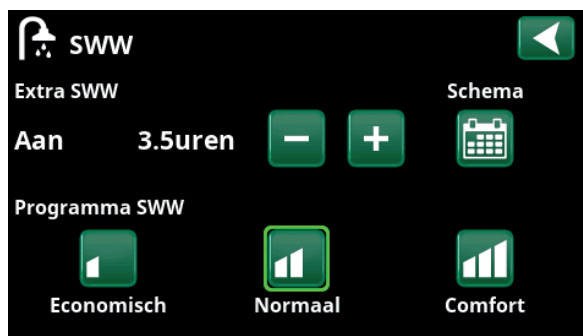 SWW
Extra SWW Schema
Aan 3.5uren
Programma SWW
Economisch Normaal Comfort